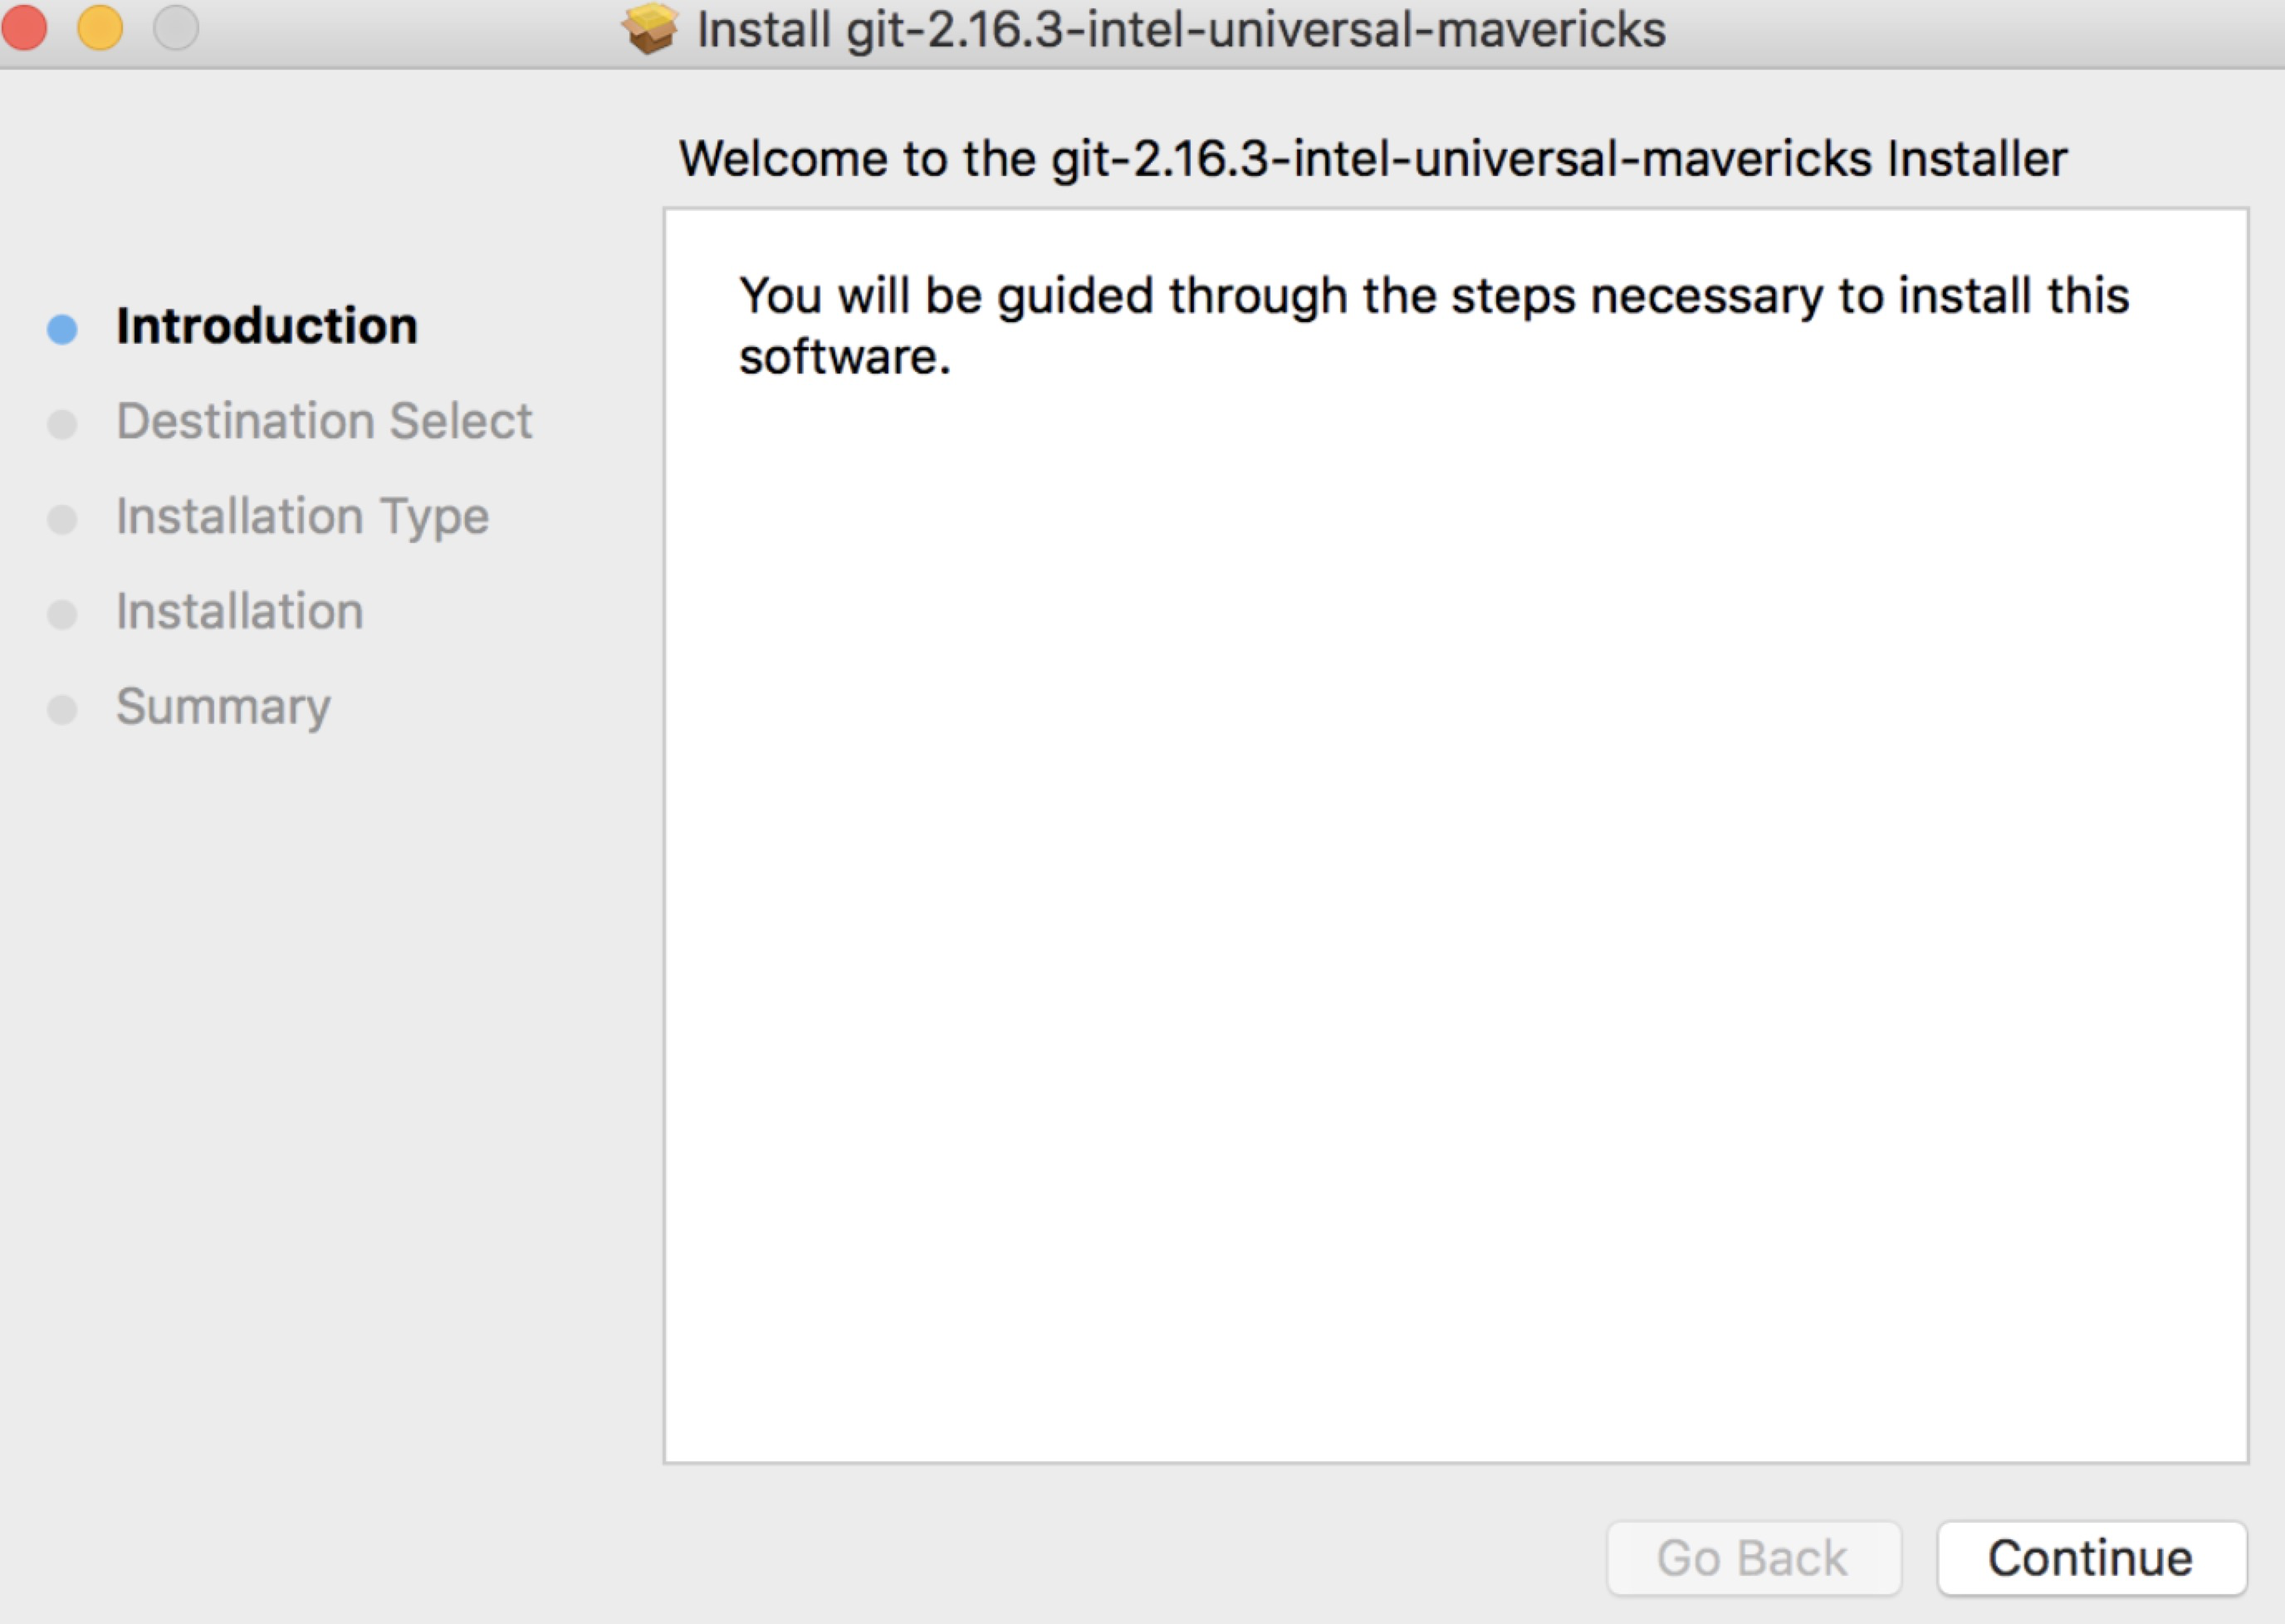 Install git-2.16.3-intel-universal-mavericks
Welcome to the git-2.16.3-intel-universal-mavericks Installer
Introduction
Destination Select
Installation Type
Installation
Summary
You will be guided through the steps necessary to install this
software.
Go Back
Continue